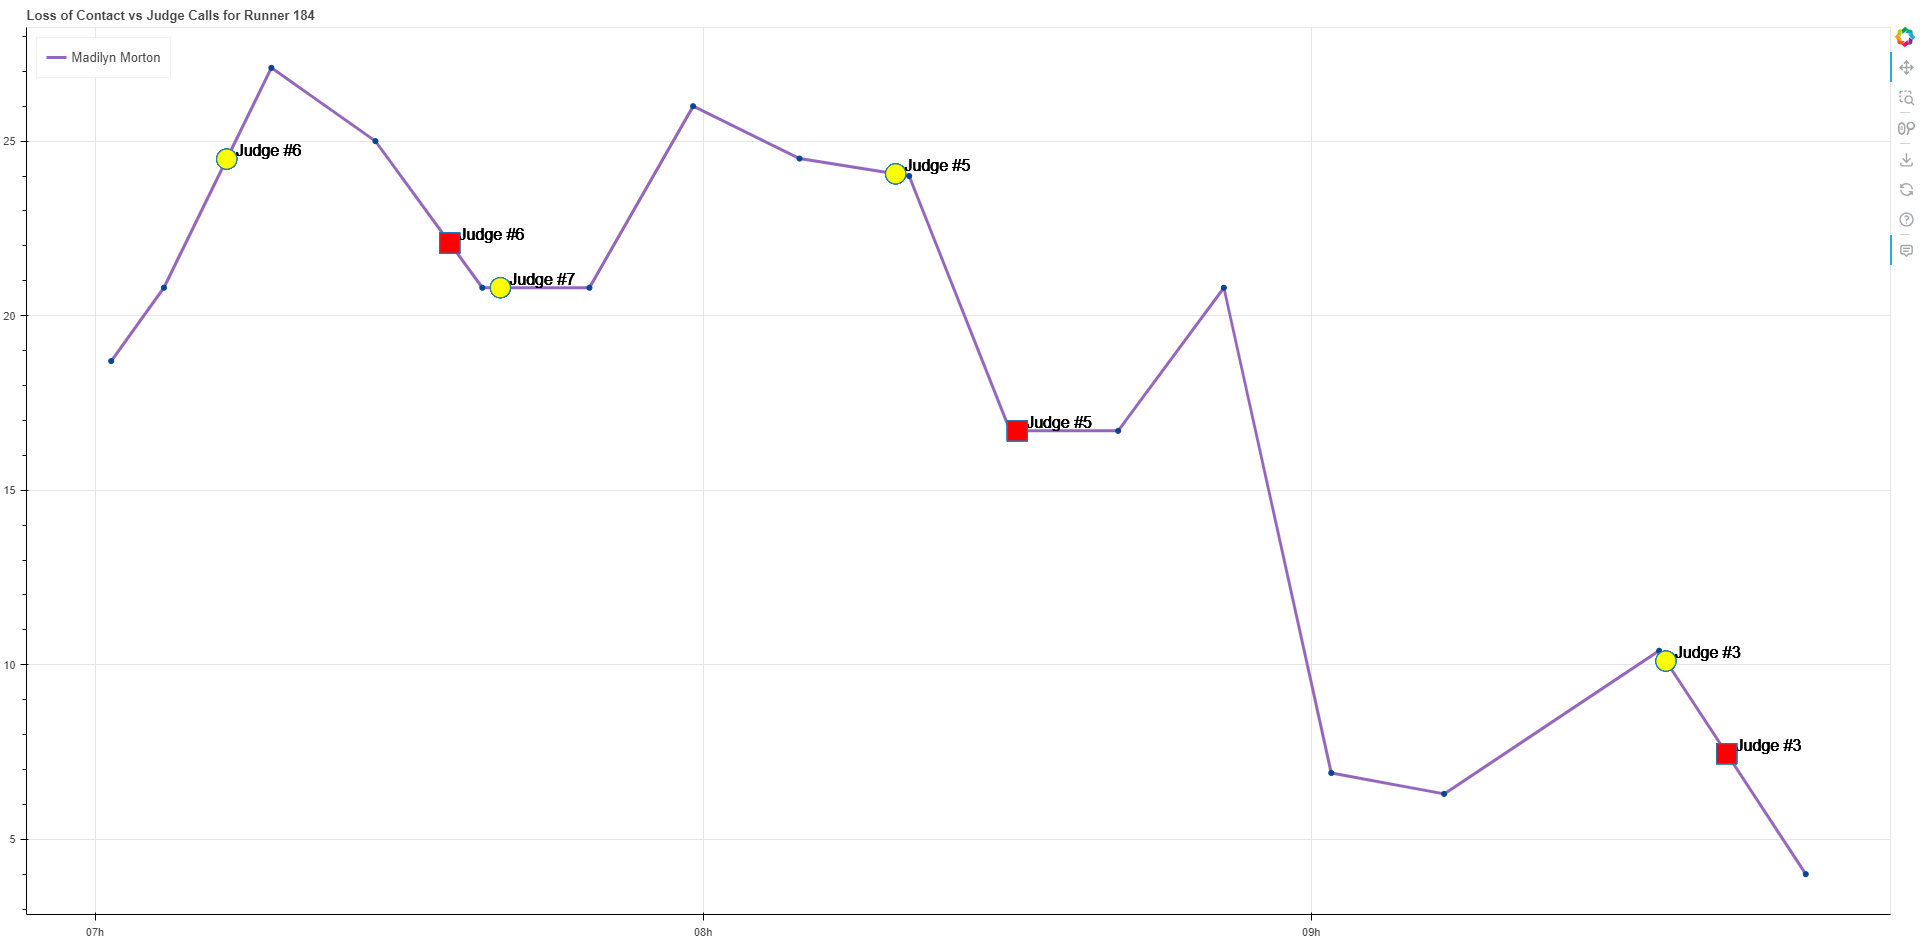 Loss of Contact vs Judge Calls for Runner 184
Madilyn Morton
25
20
15
10
5
Judge #6
Judge #6
Judge #7
Judge #5
Judge #5
Judge #3
Judge #3
07h
08h
09h